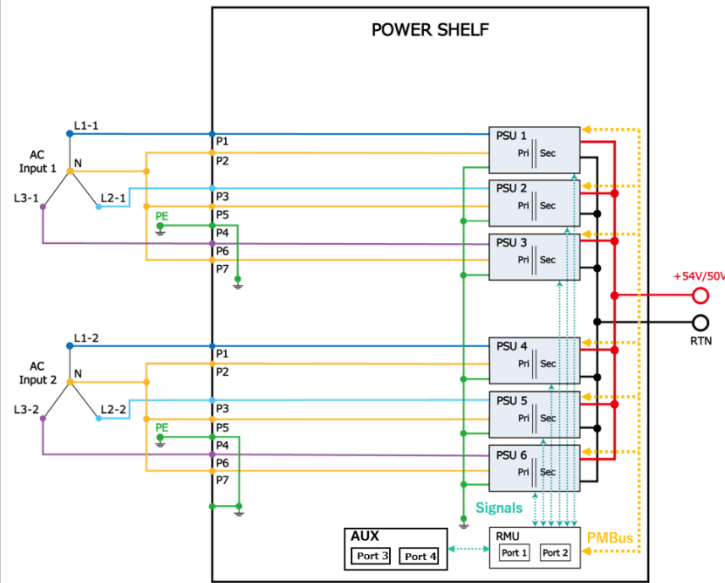 POWER SHELF
L1-1
AC
Input 1
N
L3-1
L2-1
PE
P1
P2
P3
P5
P4
P6
P7
PSU 1
Pri
Sec
PSU 2
Pri
Sec
PSU 3
Pri
Sec
+54V/50V
RTN
L1-2
AC
Input 2
N
L3-2
L2-2
PE
P1
P2
P3
P5
P4
P6
P7
PSU 4
Pri
Sec
PSU 5
Pri
Sec
PSU 6
Pri
Sec
Signals
PMBus
AUX
Port 3
Port 4
RMU
Port 1
Port 2